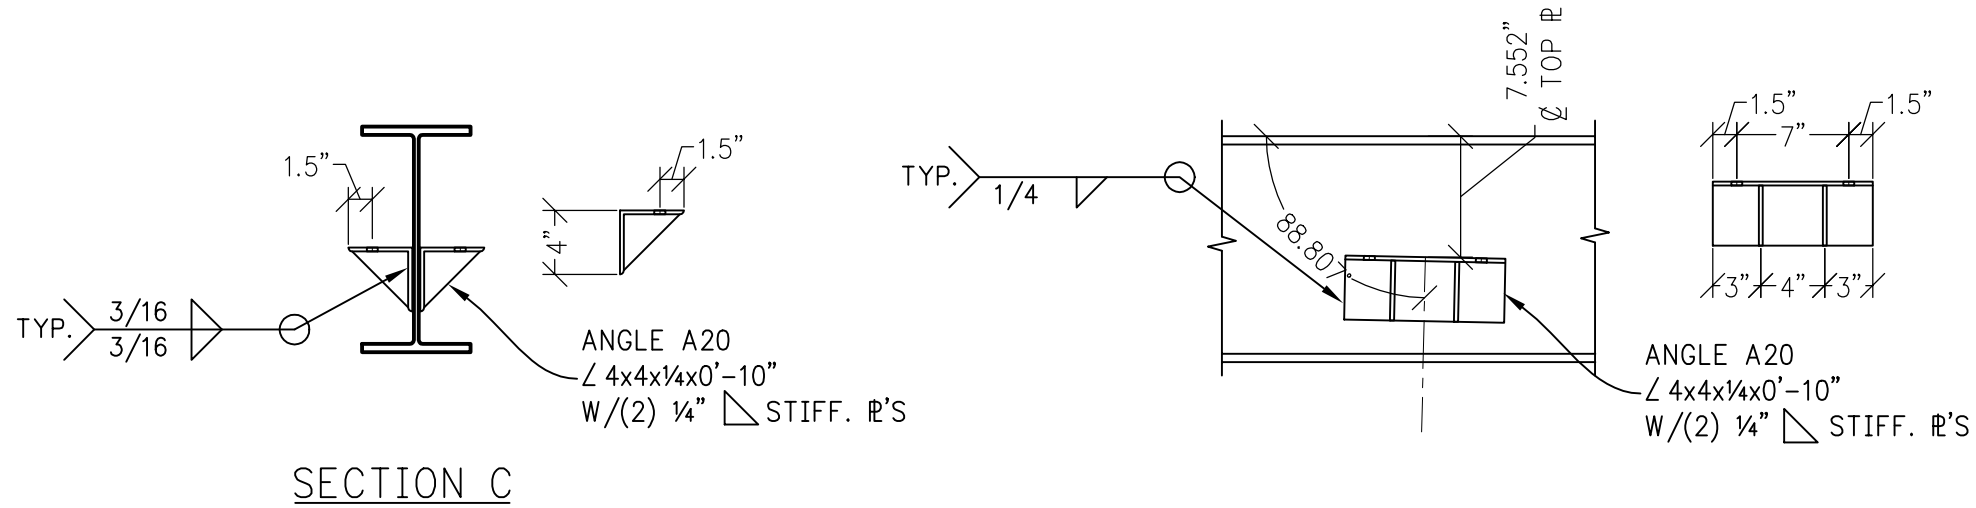 1.5”
1.5”
4”
TYP.
3/16
3/16
ANGLE A20
∠ 4x4x¼x0’-10”
W/(2) ¼” STIFF. ℄’S
SECTION C
7.552”
℄ TOP ℄
TYP.
1/4
88.807°
ANGLE A20
∠ 4x4x¼x0’-10”
W/(2) ¼” STIFF. ℄’S
1.5”
1.5”
7”
3”
4”
3”